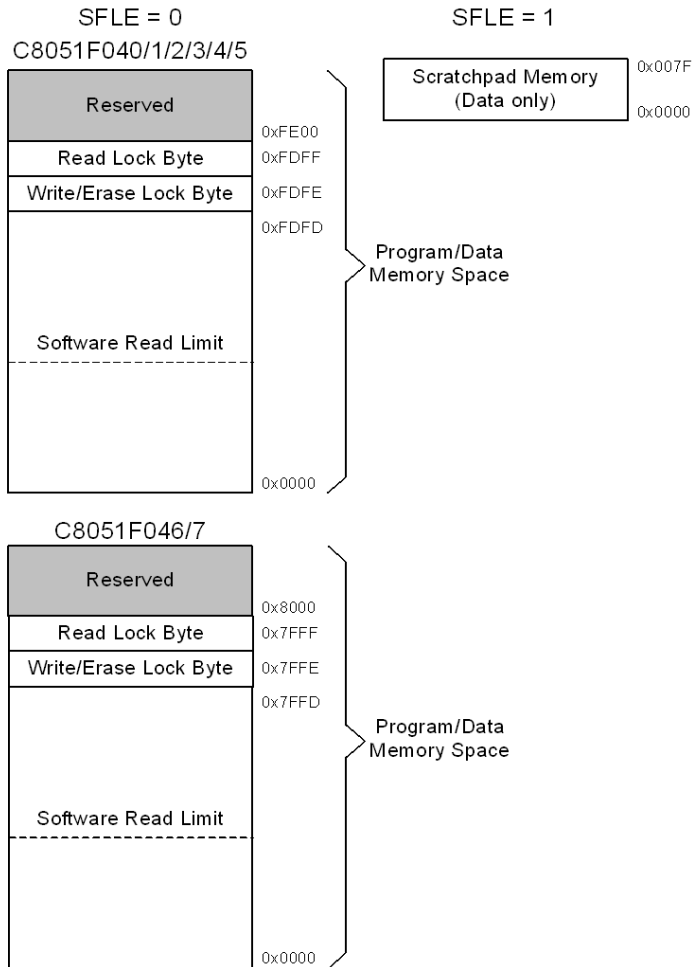 SFLE = 0
SFLE = 1
C8051F040/1/2/3/4/5
Reserved
0xFE00
Read Lock Byte
0xFDFF
Write/Erase Lock Byte
0xFDFE
0xFDFD
Software Read Limit
0x0000
Program/Data
Memory Space
Scratchpad Memory
(Data only)
0x007F
0x0000
C8051F046/7
Reserved
0x8000
Read Lock Byte
0x7FFF
Write/Erase Lock Byte
0x7FFE
0x7FFD
Software Read Limit
0x0000
Program/Data
Memory Space